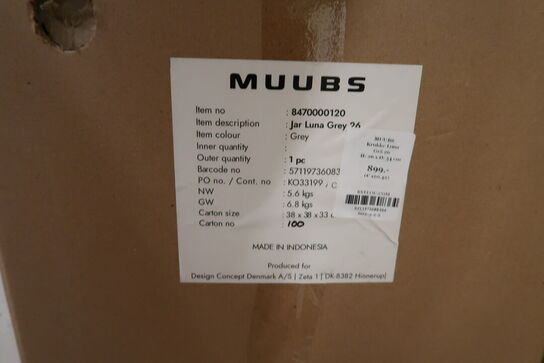 MUUBS
Item no : 8470000120
Item description : Jar Luna Grey 26
Item colour : Grey
Inner quantity :
Outer quantity : 1 pc
Barcode no : 57119736083
PO no. / Cont. no : KO33199 / C
NW : 5.6 kgs
GW : 6.8 kgs
Carton size : 38 x 38 x 33 c
Carton no : 100
MADE IN INDONESIA
Produced for
Design Concept Denmark A/S | Zeta 1 | DK-8382 Hinnerup
MUUBS
Krukke Luna
899,-